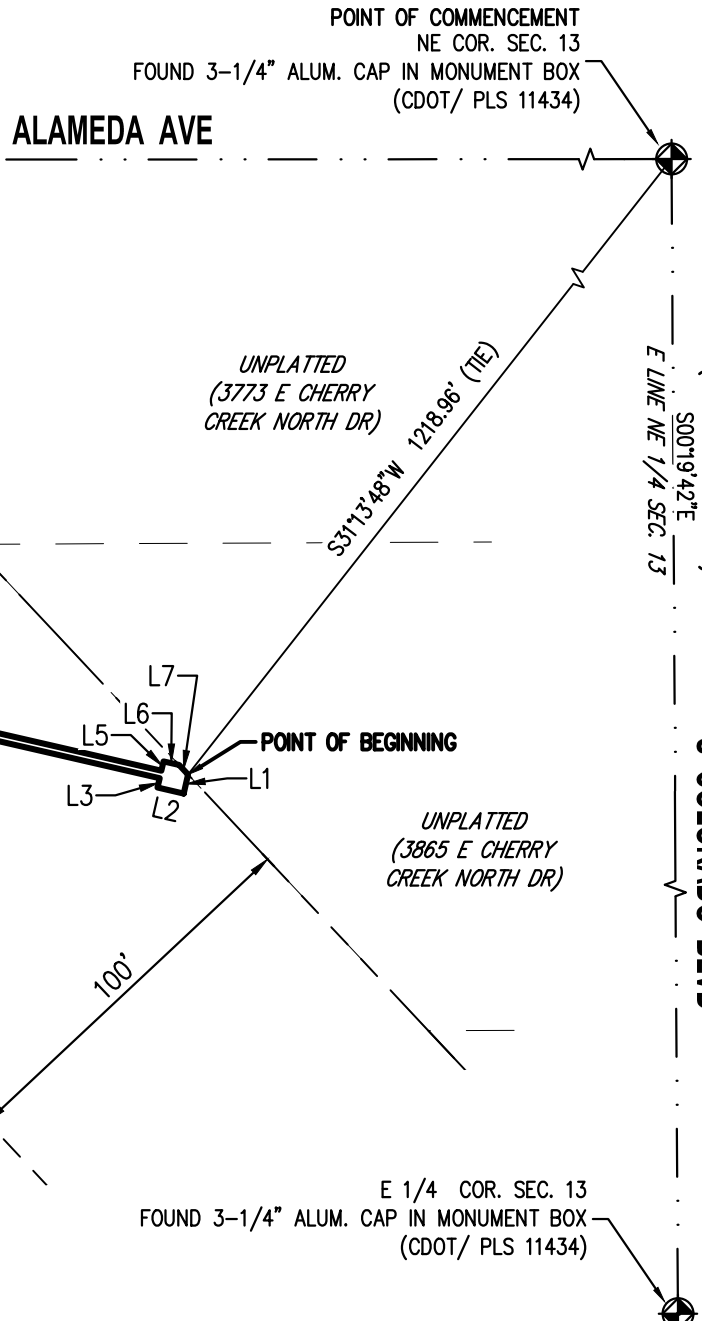 POINT OF COMMENCEMENT
NE COR. SEC. 13
FOUND 3-1/4" ALUM. CAP IN MONUMENT BOX
(CDOT/ PLS 11434)
ALAMEDA AVE
UNPLATTED
(3773 E CHERRY
CREEK NORTH DR)
S31°13'48"W 1218.96' (TIE)
S00°19'42"E
E LINE NE 1/4 SEC. 13
L7
L6
L5
POINT OF BEGINNING
L3
L2
L1
UNPLATTED
(3865 E CHERRY
CREEK NORTH DR)
100'
E 1/4 COR. SEC. 13
FOUND 3-1/4" ALUM. CAP IN MONUMENT BOX
(CDOT/ PLS 11434)